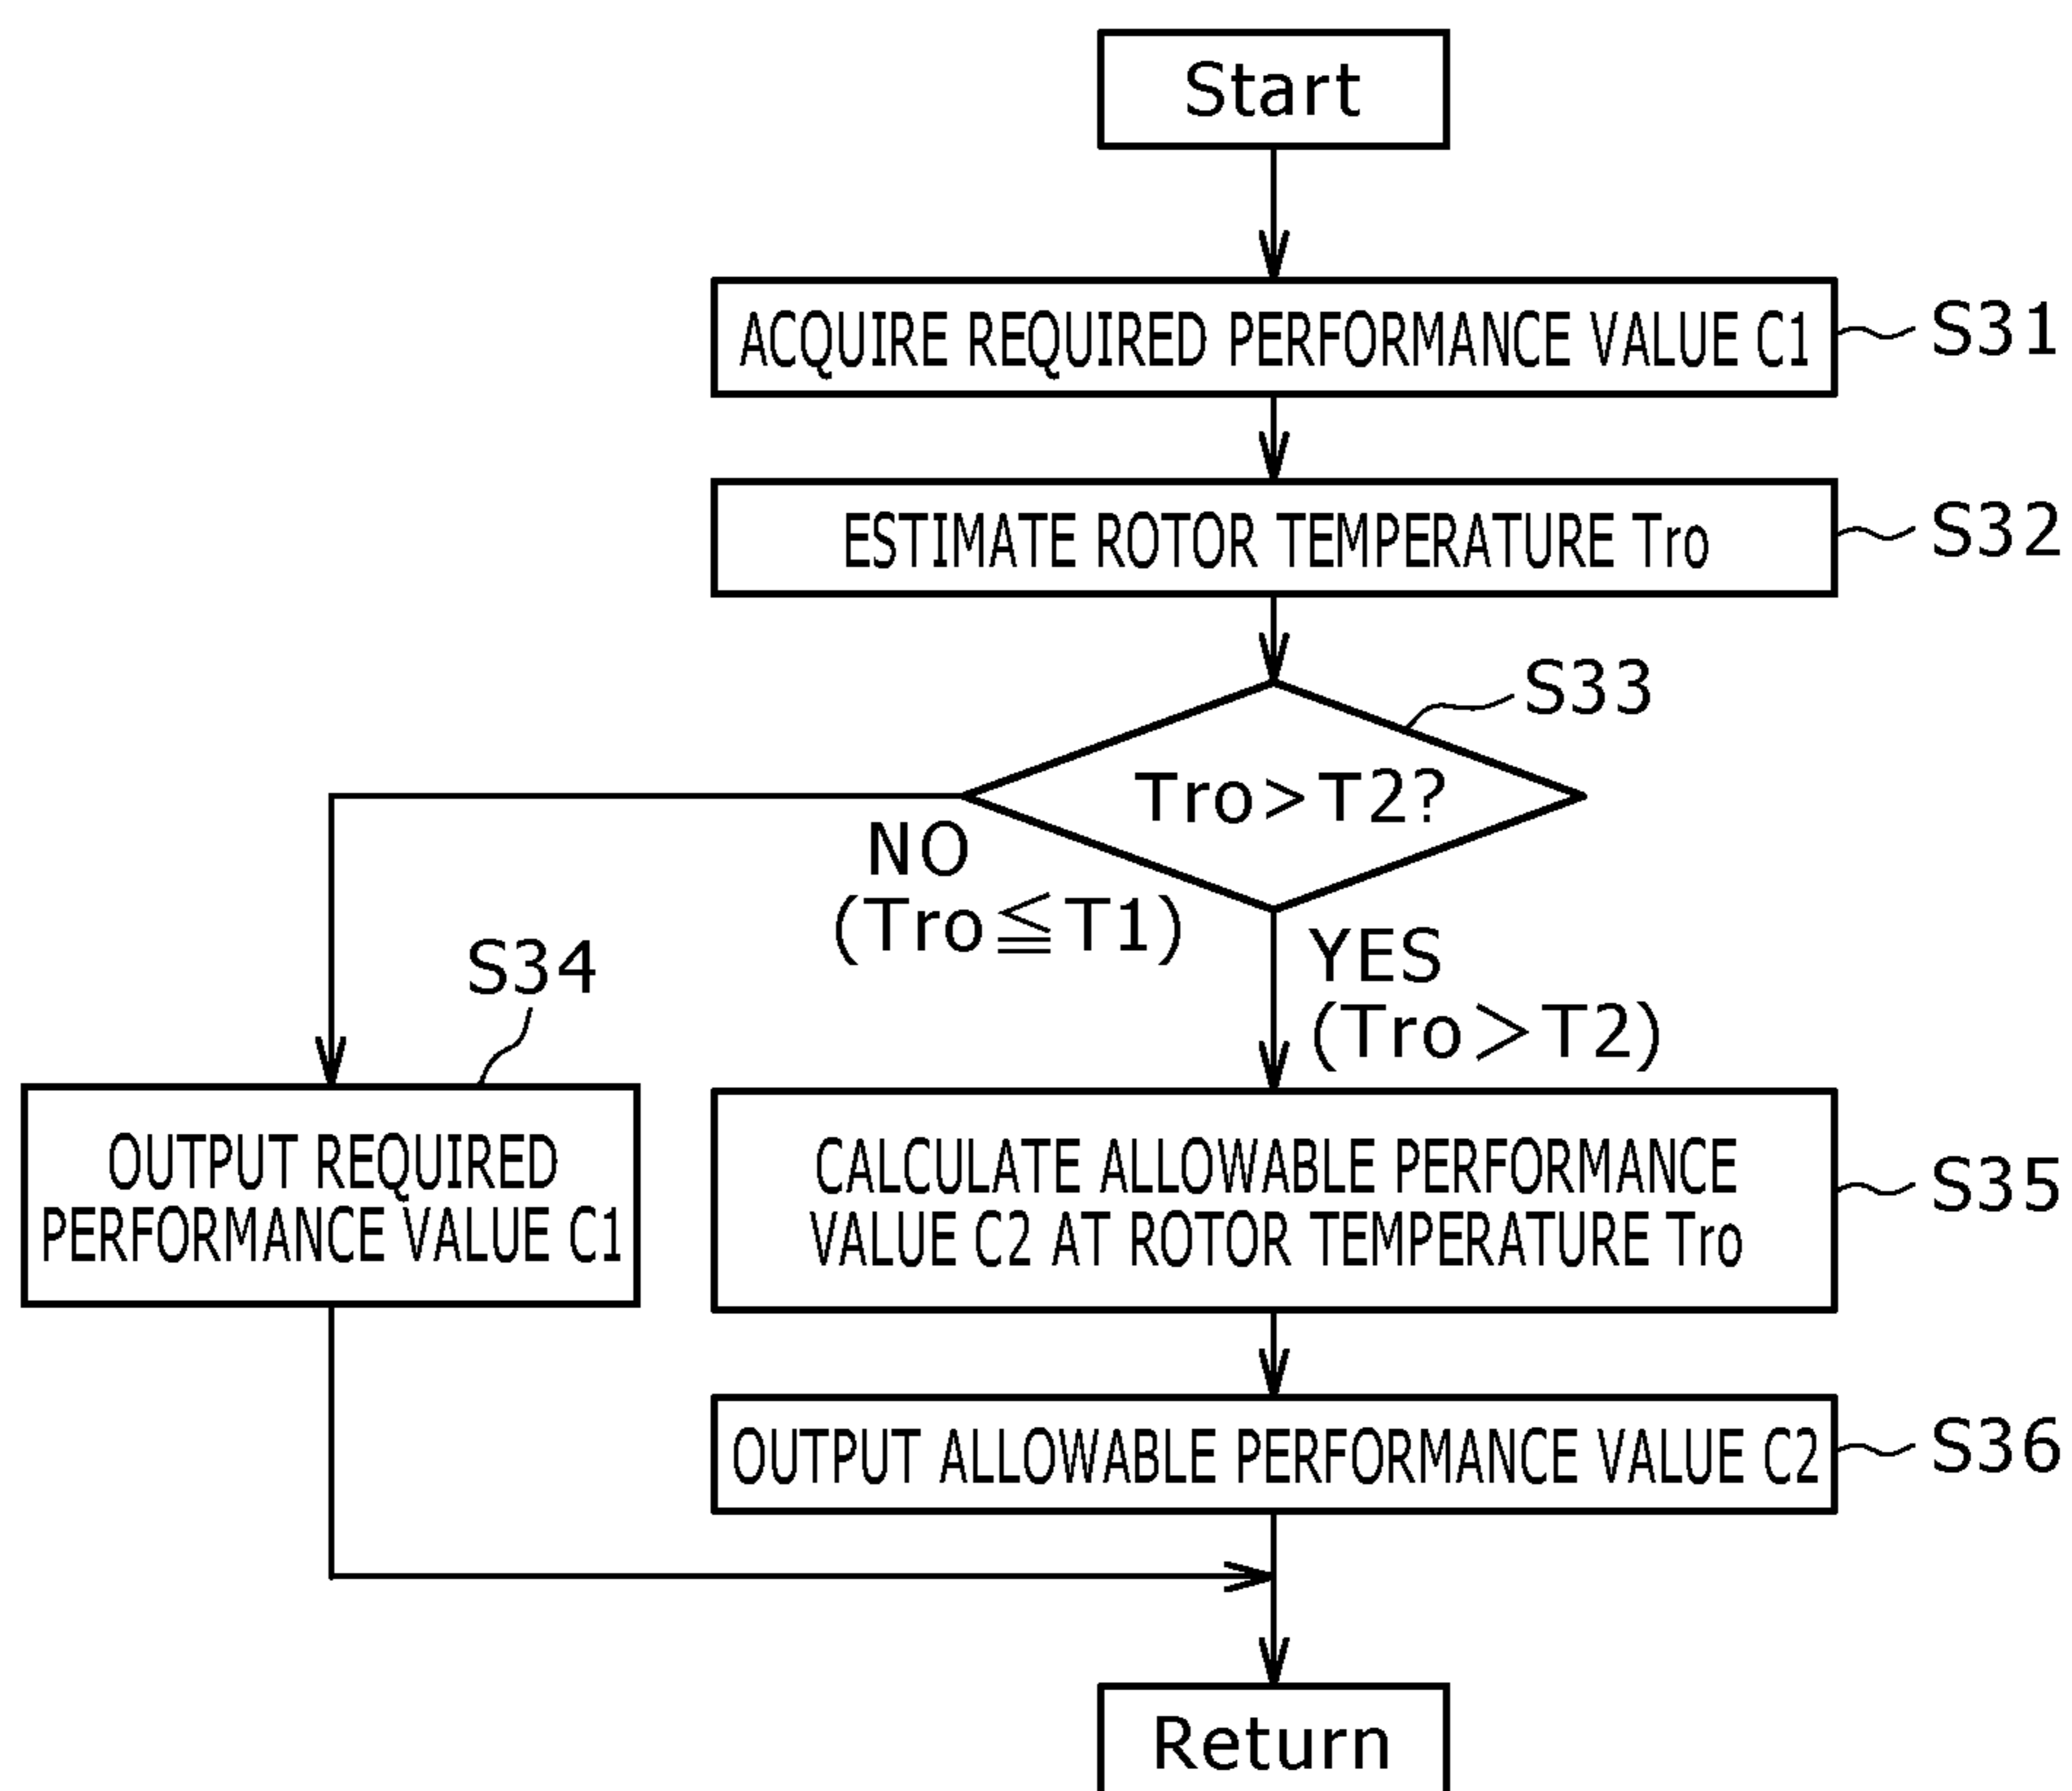 Start
ACQUIRE REQUIRED PERFORMANCE VALUE C1
S31
ESTIMATE ROTOR TEMPERATURE Tro
S32
S33
Tro>T2?
NO
(Tro≦T1)
YES
(Tro>T2)
S34
OUTPUT REQUIRED
PERFORMANCE VALUE C1
CALCULATE ALLOWABLE PERFORMANCE
VALUE C2 AT ROTOR TEMPERATURE Tro
S35
OUTPUT ALLOWABLE PERFORMANCE VALUE C2
S36
Return